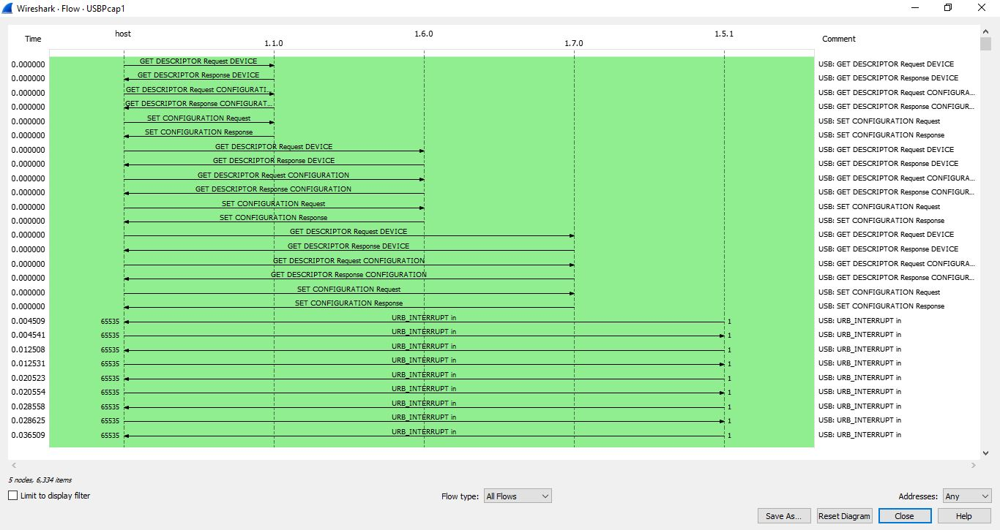 Wireshark · Flow · USBPcap1
Time host 1.1.0 1.6.0 1.7.0 1.5.1 Comment
0.000000 GET DESCRIPTOR Request DEVICE USB: GET DESCRIPTOR Request DEVICE
0.000000 GET DESCRIPTOR Response DEVICE USB: GET DESCRIPTOR Response DEVICE
0.000000 GET DESCRIPTOR Request CONFIGURATI... USB: GET DESCRIPTOR Request CONFIGURA...
0.000000 GET DESCRIPTOR Response CONFIGURAT... USB: GET DESCRIPTOR Response CONFIGUR...
0.000000 SET CONFIGURATION Request USB: SET CONFIGURATION Request
0.000000 SET CONFIGURATION Response USB: SET CONFIGURATION Response
0.000000 GET DESCRIPTOR Request DEVICE USB: GET DESCRIPTOR Request DEVICE
0.000000 GET DESCRIPTOR Response DEVICE USB: GET DESCRIPTOR Response DEVICE
0.000000 GET DESCRIPTOR Request CONFIGURATION USB: GET DESCRIPTOR Request CONFIGURA...
0.000000 GET DESCRIPTOR Response CONFIGURATION USB: GET DESCRIPTOR Response CONFIGUR...
0.000000 SET CONFIGURATION Request USB: SET CONFIGURATION Request
0.000000 SET CONFIGURATION Response USB: SET CONFIGURATION Response
0.000000 GET DESCRIPTOR Request DEVICE USB: GET DESCRIPTOR Request DEVICE
0.000000 GET DESCRIPTOR Response DEVICE USB: GET DESCRIPTOR Response DEVICE
0.000000 GET DESCRIPTOR Request CONFIGURATION USB: GET DESCRIPTOR Request CONFIGURA...
0.000000 GET DESCRIPTOR Response CONFIGURATION USB: GET DESCRIPTOR Response CONFIGUR...
0.000000 SET CONFIGURATION Request USB: SET CONFIGURATION Request
0.000000 SET CONFIGURATION Response USB: SET CONFIGURATION Response
0.004509 65535 URB_INTERRUPT in 1 USB: URB_INTERRUPT in
0.004541 65535 URB_INTERRUPT in 1 USB: URB_INTERRUPT in
0.012508 65535 URB_INTERRUPT in 1 USB: URB_INTERRUPT in
0.012531 65535 URB_INTERRUPT in 1 USB: URB_INTERRUPT in
0.020523 65535 URB_INTERRUPT in 1 USB: URB_INTERRUPT in
0.020554 65535 URB_INTERRUPT in 1 USB: URB_INTERRUPT in
0.028558 65535 URB_INTERRUPT in 1 USB: URB_INTERRUPT in
0.028625 65535 URB_INTERRUPT in 1 USB: URB_INTERRUPT in
0.036509 65535 URB_INTERRUPT in 1 USB: URB_INTERRUPT in
5 nodes, 6,334 items
Limit to display filter Flow type: All Flows Addresses: Any
Save As... Reset Diagram Close Help